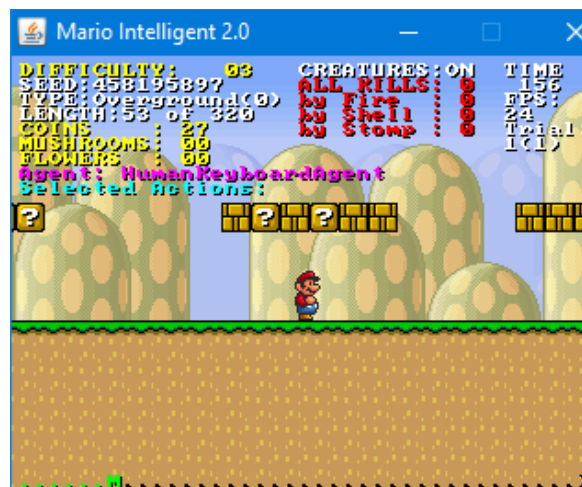 Mario Intelligent 2.0
DIFFICULTY: 03 CREATURES:ON TIME
SEED:458195897 ALL KILLS: 0 156
TYPE:Overground(0) by Fire : 0 FPS:
LENGTH:53 of 320 by Shell : 0 24
COINS : 27 by Stomp : 0 Trial
MUSHROOMS: 00 1(1)
FLOWERS : 00
Agent: HumanKeyboardAgent
Selected Actions:
? ? ?
M